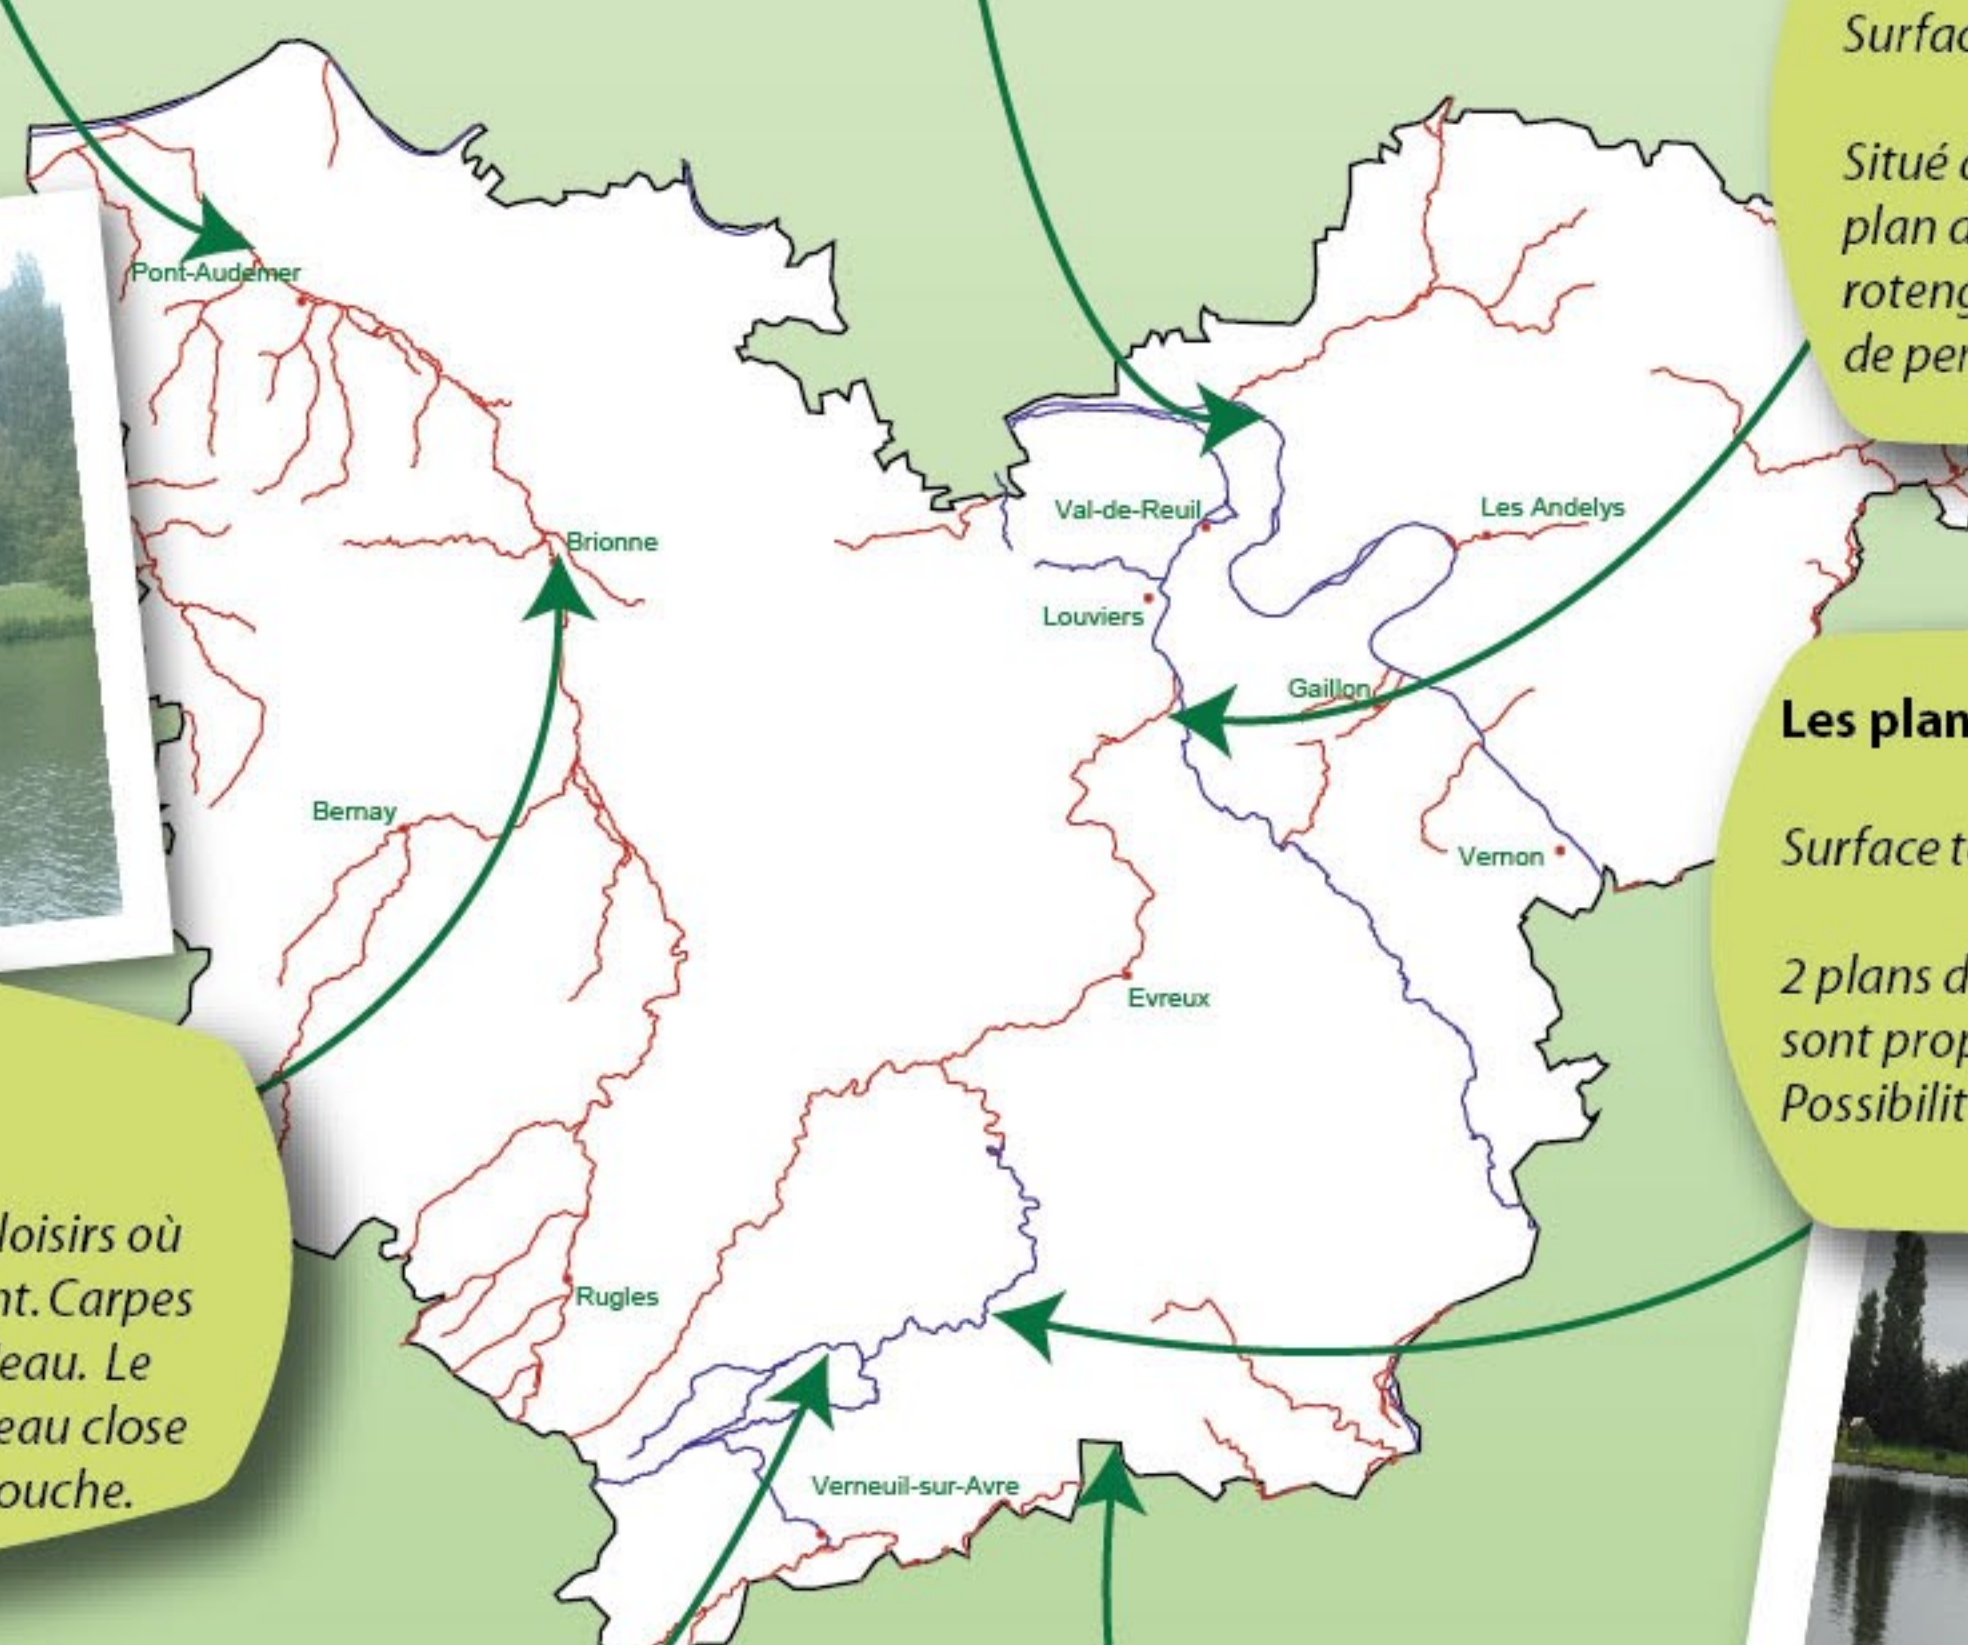 Surfac
Situé d
plan d
roteng
de per
Pont-Audemer
Brionne
Val-de-Reuil
Les Andelys
Louviers
Gaillon
Bernay
Vernon
Evreux
Rugles
Verneuil-sur-Avre
Les plan
Surface t
2 plans d
sont prop
Possibilit
loisirs où
nt. Carpes
'eau. Le
eau close
ouche.